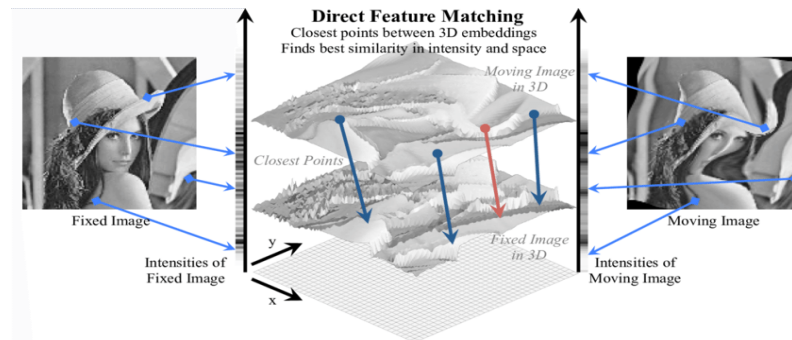 Direct Feature Matching
Closest points between 3D embeddings
Finds best similarity in intensity and space
Moving Image
in 3D
Closest Points
Fixed Image
Moving Image
y
Fixed Image
in 3D
Intensities of
Fixed Image
Intensities of
Moving Image
x